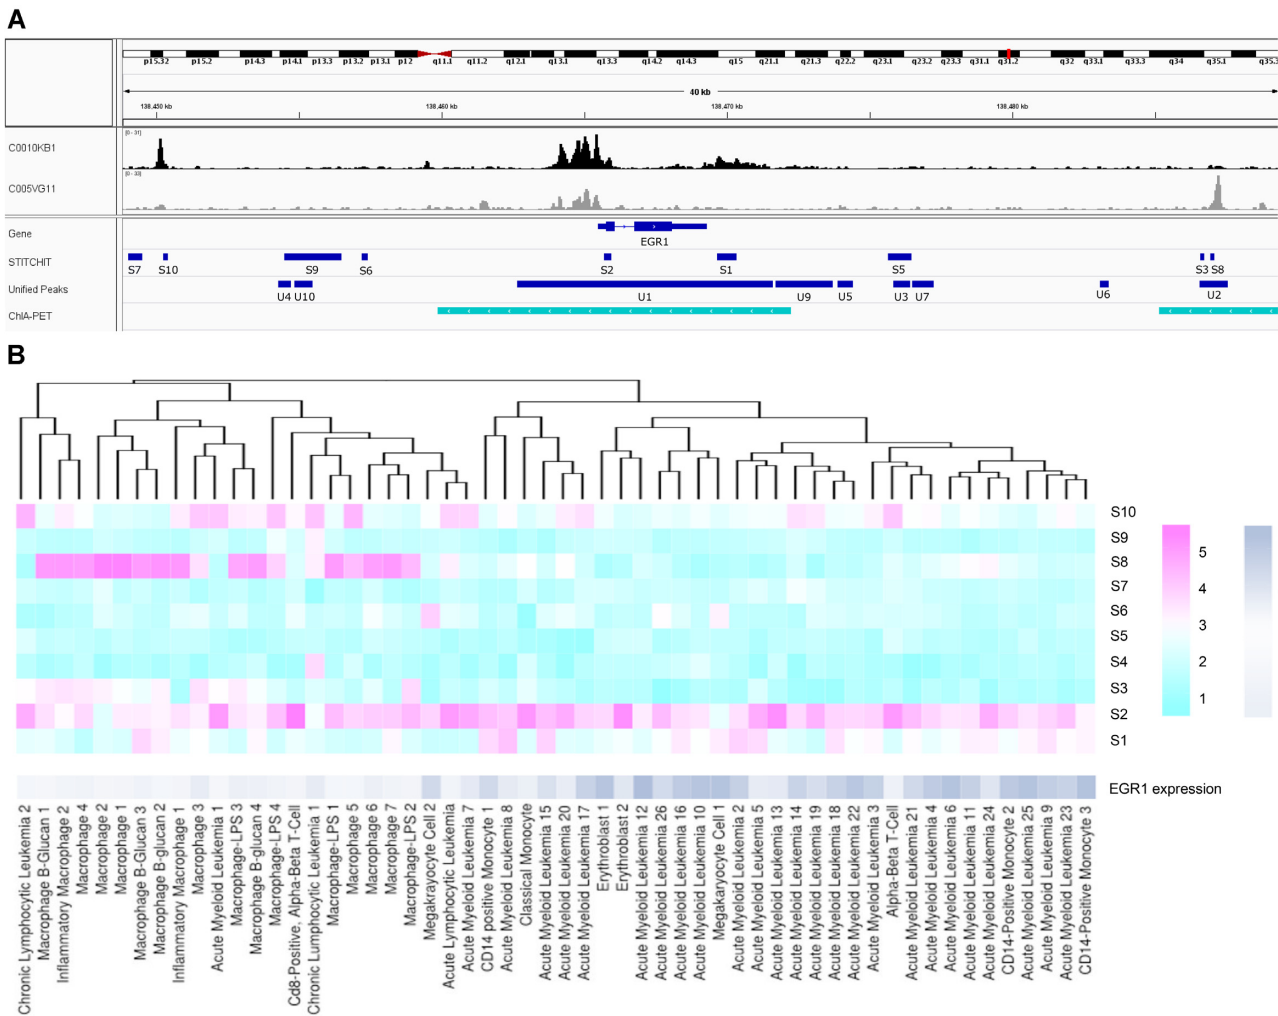 A
p15.32 p15.2 p14.3 p14.1 p13.3 p13.2 p13.1 p12 q11.1 q11.2 q12.1 q13.1 q13.3 q14.2 q14.3 q15 q21.1 q21.3 q22.2 q23.1 q23.2 q23.3 q31.1 q31.2 q32 q33.1 q33.3 q34 q35.1 q35.3
40 kb
138.450 kb 138.460 kb 138.470 kb 138.480 kb
[0 - 31]
C0010KB1
[0 - 33]
C005VG11
Gene
EGR1
STITCHIT
S7 S10 S9 S6 S2 S1 S5 S3 S8
Unified Peaks
U4 U10 U1 U9 U5 U3 U7 U6 U2
ChIA-PET
B
S10
S9
S8
S7
S6
S5
S4
S3
S2
S1
5
4
3
2
1
EGR1 expression
Chronic Lymphocytic Leukemia 2
Macrophage B-Glucan 1
Inflammatory Macrophage 2
Macrophage 4
Macrophage 2
Macrophage 1
Macrophage B-Glucan 3
Macrophage B-glucan 2
Inflammatory Macrophage 1
Macrophage 3
Acute Myeloid Leukemia 1
Macrophage-LPS 3
Macrophage B-glucan 4
Macrophage-LPS 4
Cd8-Positive, Alpha-Beta T-Cell
Chronic Lumphocytic Leukemia 1
Macrophage-LPS 1
Macrophage 5
Macrophage 6
Macrophage 7
Macrophage-LPS 2
Megakrayocyte Cell 2
Acute Lymphocytic Leukemia
Acute Myeloid Leukemia 7
CD14 positive Monocyte 1
Acute Myeloid Leukemia 8
Classical Monocyte
Acute Myeloid Leukemia 15
Acute Myeloid Leukemia 20
Acute Myeloid Leukemia 17
Erythroblast 1
Erythroblast 2
Acute Myeloid Leukemia 12
Acute Myeloid Leukemia 26
Acute Myeloid Leukemia 16
Acute Myeloid Leukemia 10
Megakaryocyte Cell 1
Acute Myeloid Leukemia 2
Acute Myeloid Leukemia 5
Acute Myeloid Leukemia 13
Acute Myeloid Leukemia 14
Acute Myeloid Leukemia 19
Acute Myeloid Leukemia 18
Acute Myeloid Leukemia 22
Acute Myeloid Leukemia 3
Alpha-Beta T-Cell
Acute Myeloid Leukemia 21
Acute Myeloid Leukemia 4
Acute Myeloid Leukemia 6
Acute Myeloid Leukemia 11
Acute Myeloid Leukemia 24
CD14-Positive Monocyte 2
Acute Myeloid Leukemia 25
Acute Myeloid Leukemia 9
Acute Myeloid Leukemia 23
CD14-Positive Monocyte 3